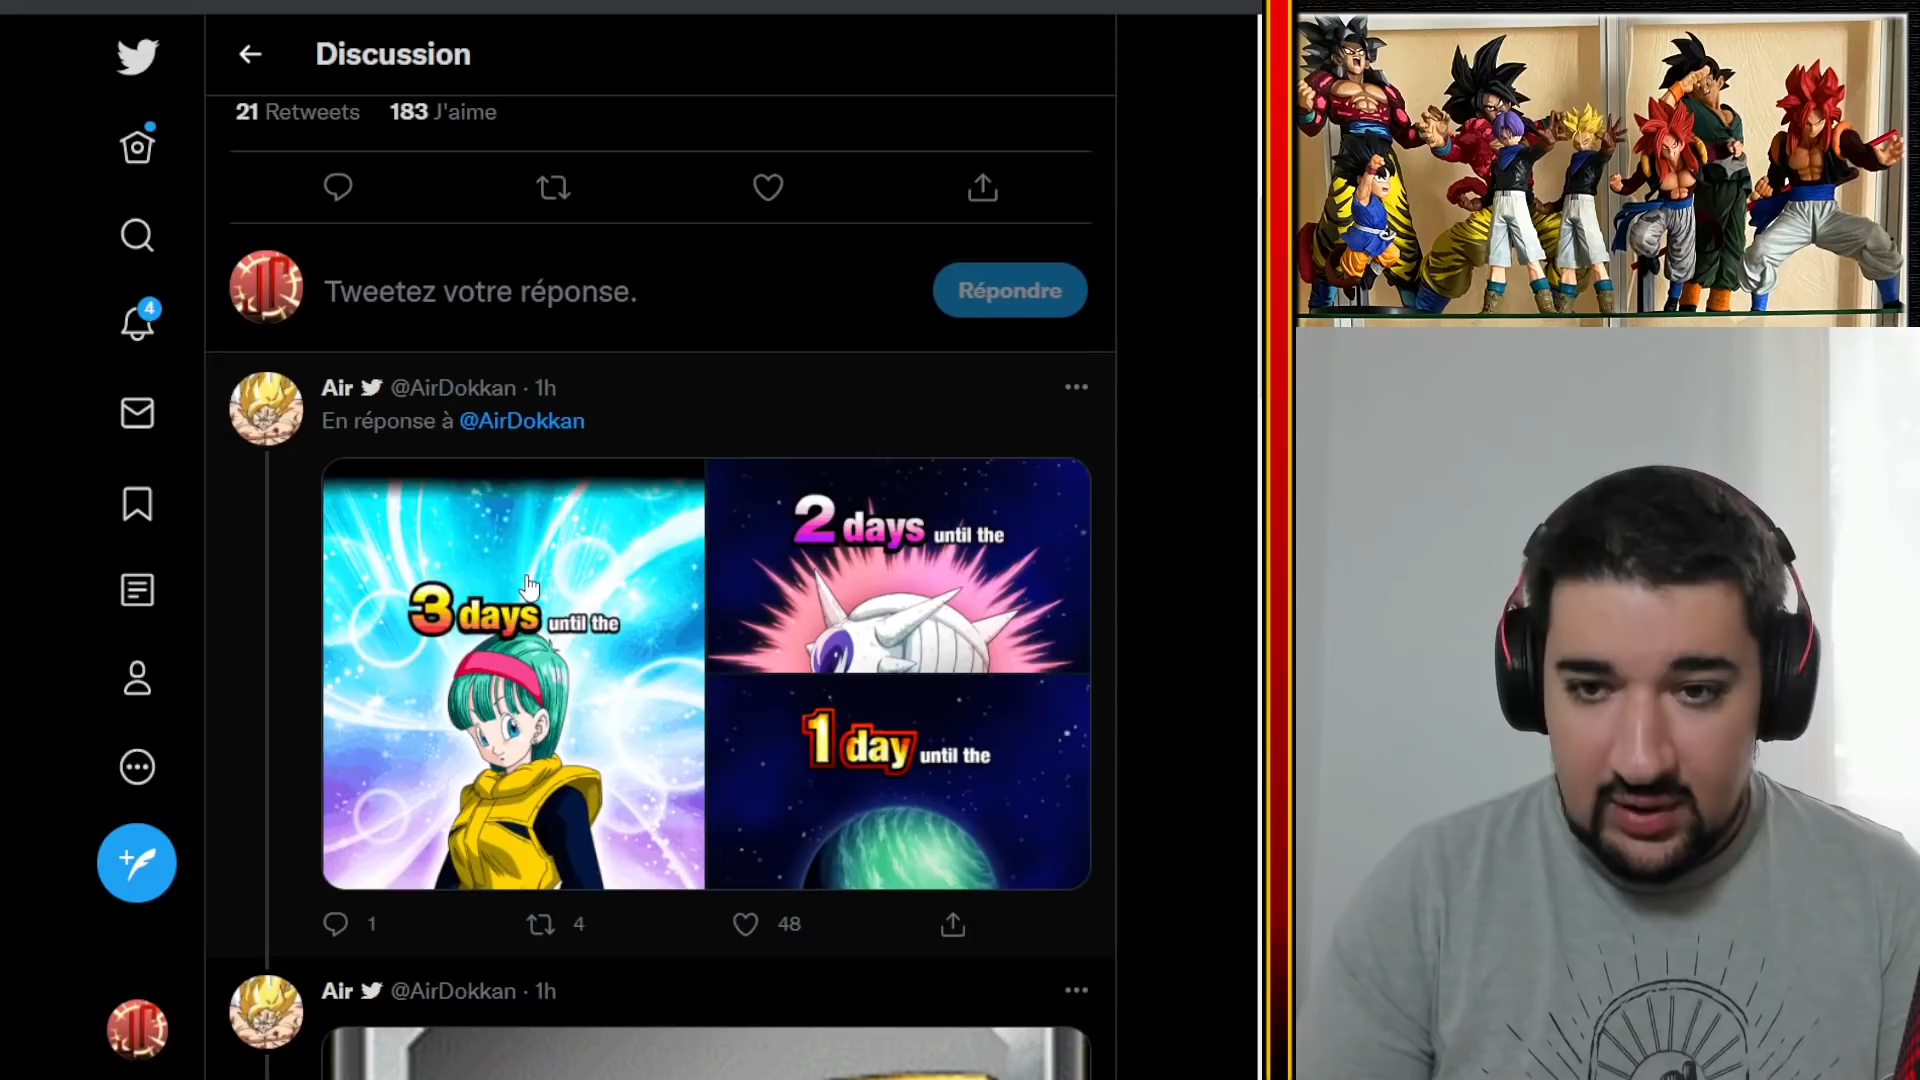 Discussion
21 Retweets 183 J'aime
Tweetez votre réponse.
Répondre
4
Air @AirDokkan · 1h
En réponse à @AirDokkan
3 days until the
2 days until the
1 day until the
1 4 48
Air @AirDokkan · 1h